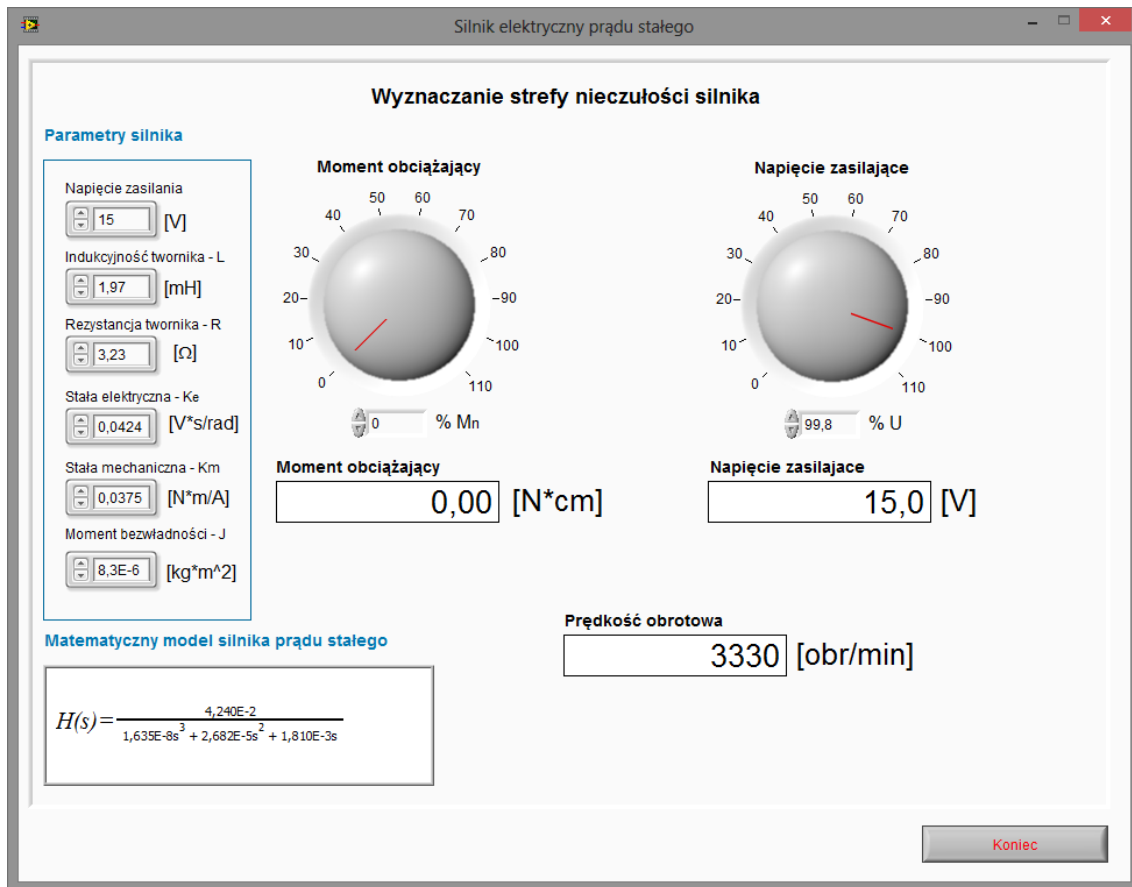 Silnik elektryczny prądu stałego
Wyznaczanie strefy nieczułości silnika
Parametry silnika
Napięcie zasilania
15 [V]
Indukcyjność twornika - L
1,97 [mH]
Rezystancja twornika - R
3,23 [Ω]
Stała elektryczna - Ke
0,0424 [V*s/rad]
Stała mechaniczna - Km
0,0375 [N*m/A]
Moment bezwładności - J
8,3E-6 [kg*m^2]
Moment obciążający
0 10 20 30 40 50 60 70 80 90 100 110
0 % Mn
Moment obciążający
0,00 [N*cm]
Napięcie zasilające
0 10 20 30 40 50 60 70 80 90 100 110
99,8 % U
Napięcie zasilajace
15,0 [V]
Prędkość obrotowa
3330 [obr/min]
Matematyczny model silnika prądu stałego
4,240E-2
H(s)=
1,635E-8s^3 + 2,682E-5s^2 + 1,810E-3s
Koniec